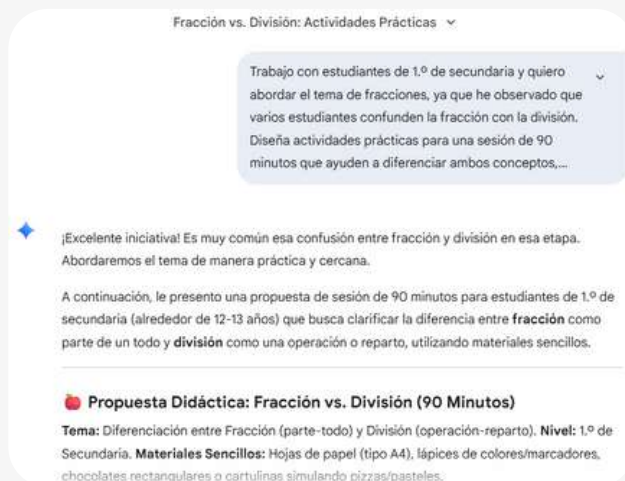 Fracción vs. División: Actividades Prácticas
Trabajo con estudiantes de 1.º de secundaria y quiero
abordar el tema de fracciones, ya que he observado que
varios estudiantes confunden la fracción con la división.
Diseña actividades prácticas para una sesión de 90
minutos que ayuden a diferenciar ambos conceptos,...
¡Excelente iniciativa! Es muy común esa confusión entre fracción y división en esa etapa.
Abordaremos el tema de manera práctica y cercana.
A continuación, le presento una propuesta de sesión de 90 minutos para estudiantes de 1.º de
secundaria (alrededor de 12-13 años) que busca clarificar la diferencia entre fracción como
parte de un todo y división como una operación o reparto, utilizando materiales sencillos.
Propuesta Didáctica: Fracción vs. División (90 Minutos)
Tema: Diferenciación entre Fracción (parte-todo) y División (operación-reparto). Nivel: 1.º de
Secundaria. Materiales Sencillos: Hojas de papel (tipo A4), lápices de colores/marcadores,
chocolates rectangulares o cartulinas simulando pizzas/pasteles.